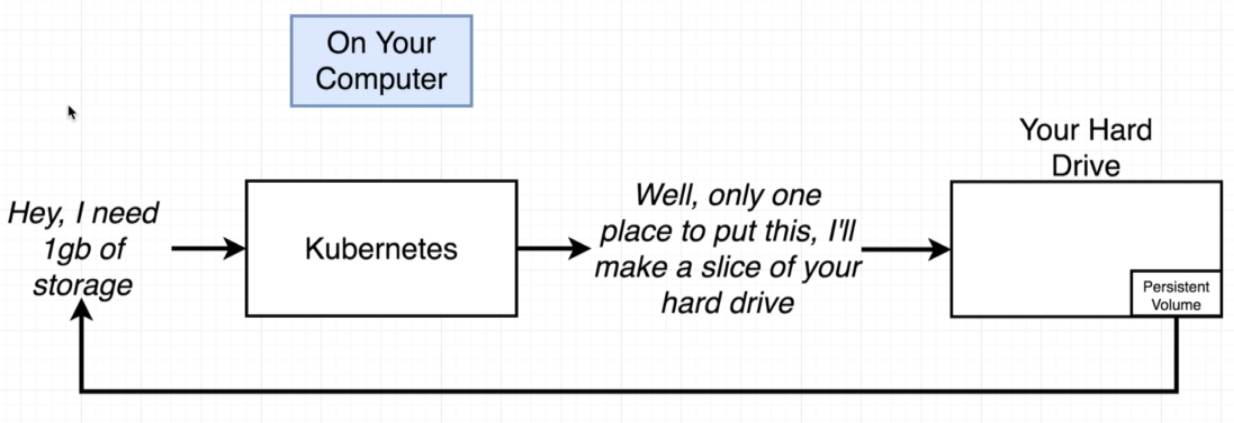 On Your
Computer
Your Hard
Drive
Hey, I need
1gb of
storage
Kubernetes
Well, only one
place to put this, I'll
make a slice of your
hard drive
Persistent
Volume